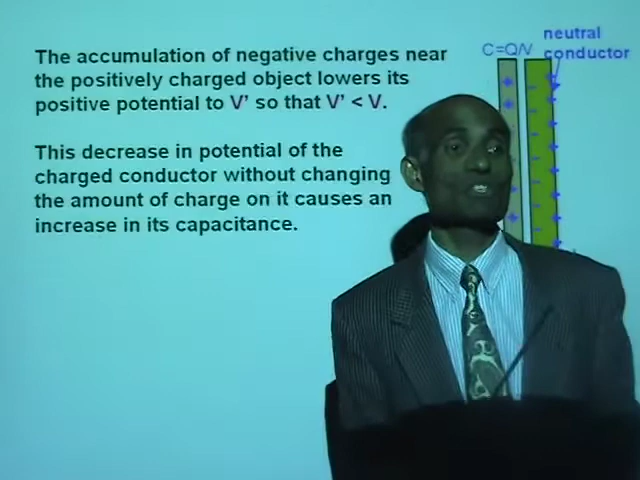 The accumulation of negative charges near
the positively charged object lowers its
positive potential to V' so that V' < V.
This decrease in potential of the
charged conductor without changing
the amount of charge on it causes an
increase in its capacitance.
C=Q/V
neutral
conductor